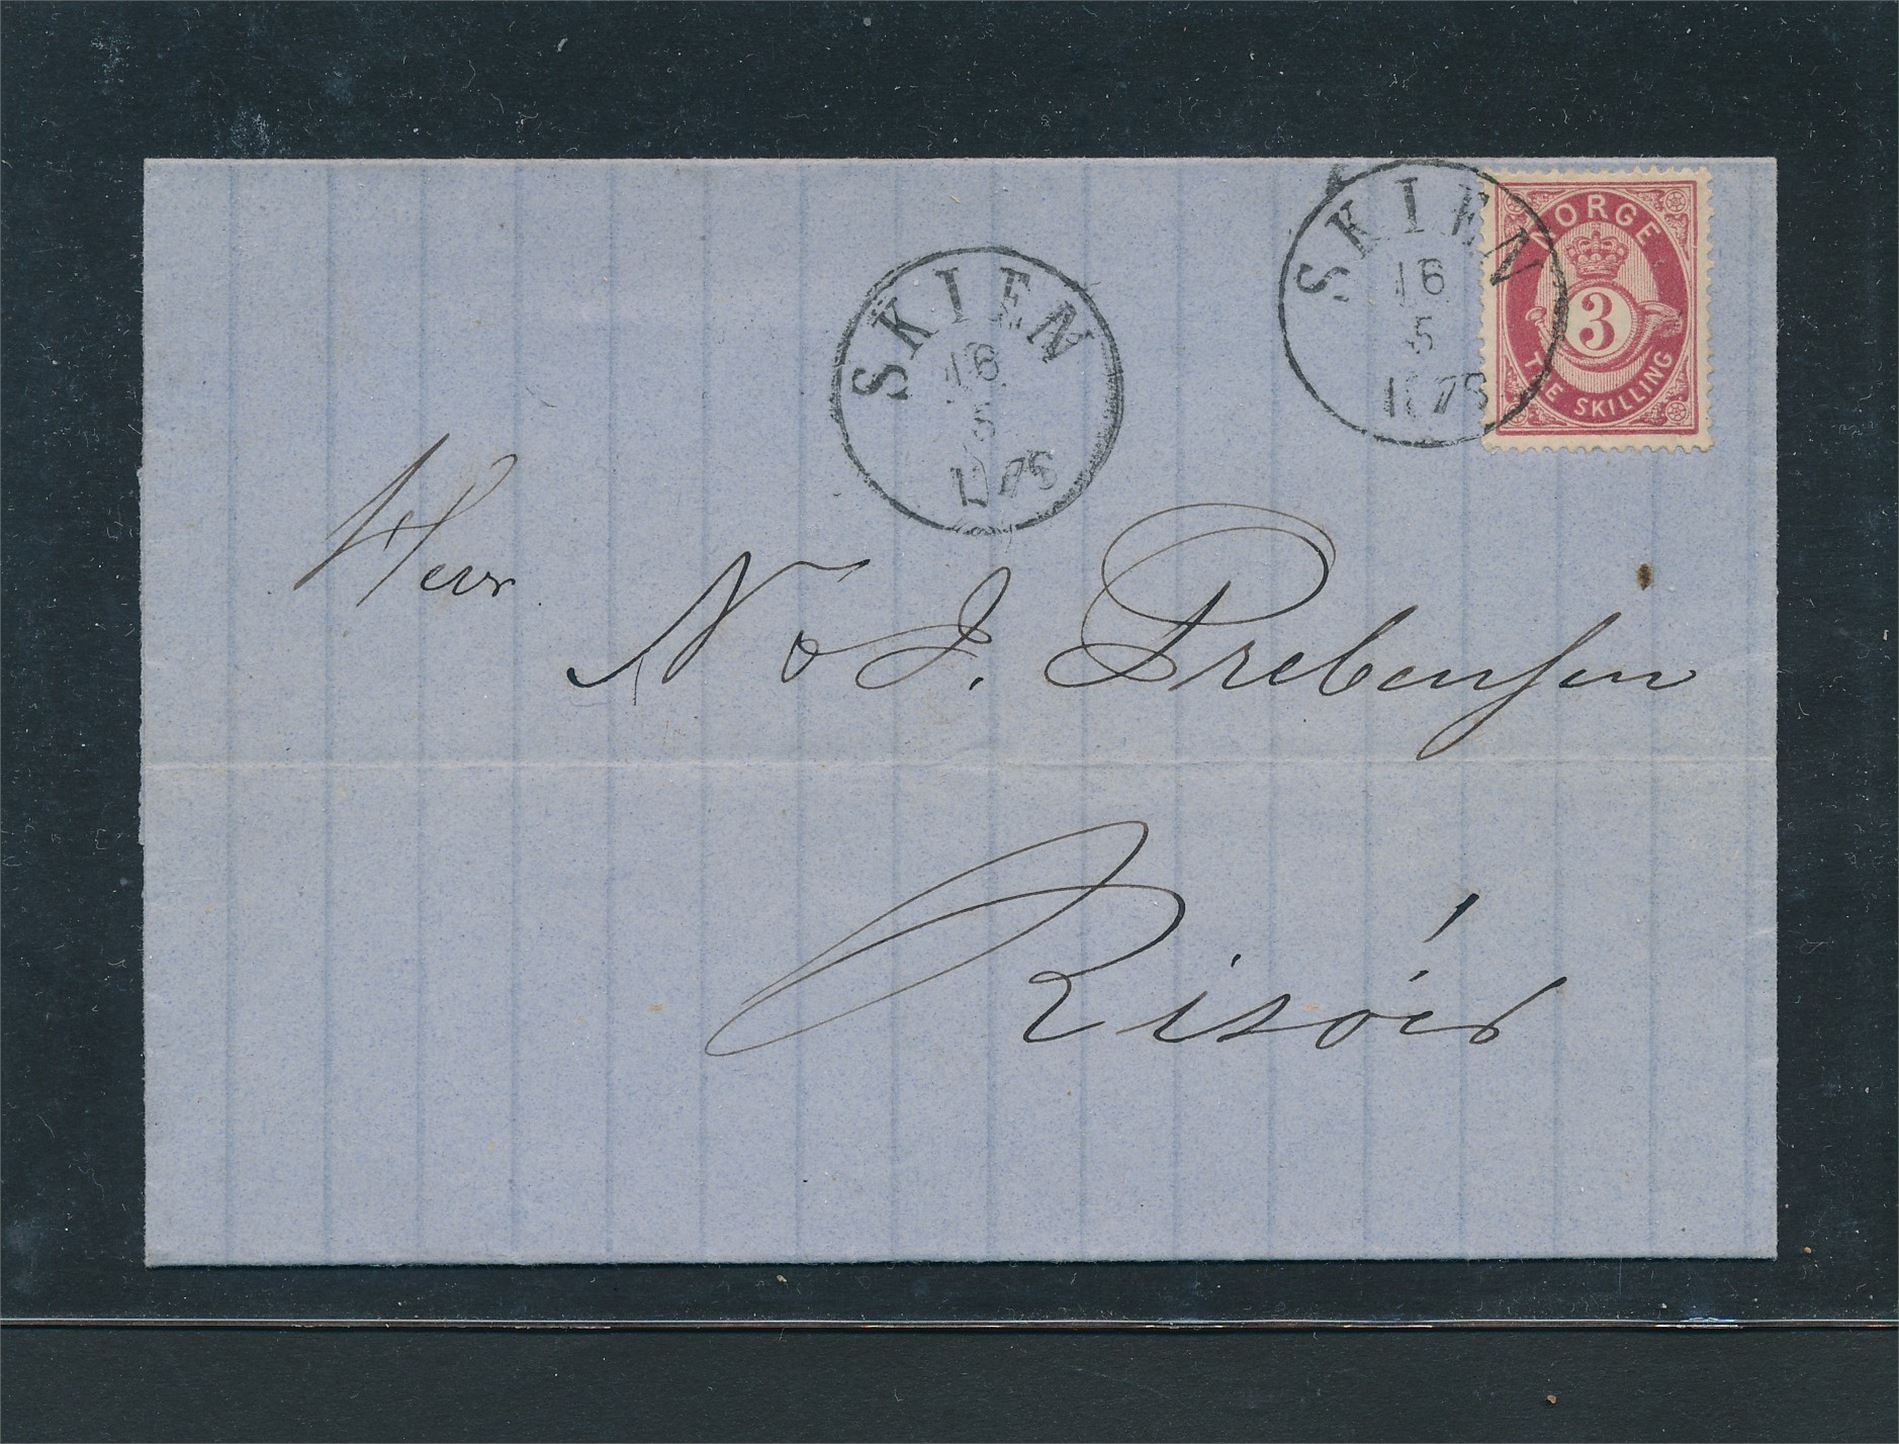 SKIEN
16
5
1875
SKIEN
16
5
1875
NORGE
3
TRE SKILLING
Herr
N & J. Prebensen
Risöer